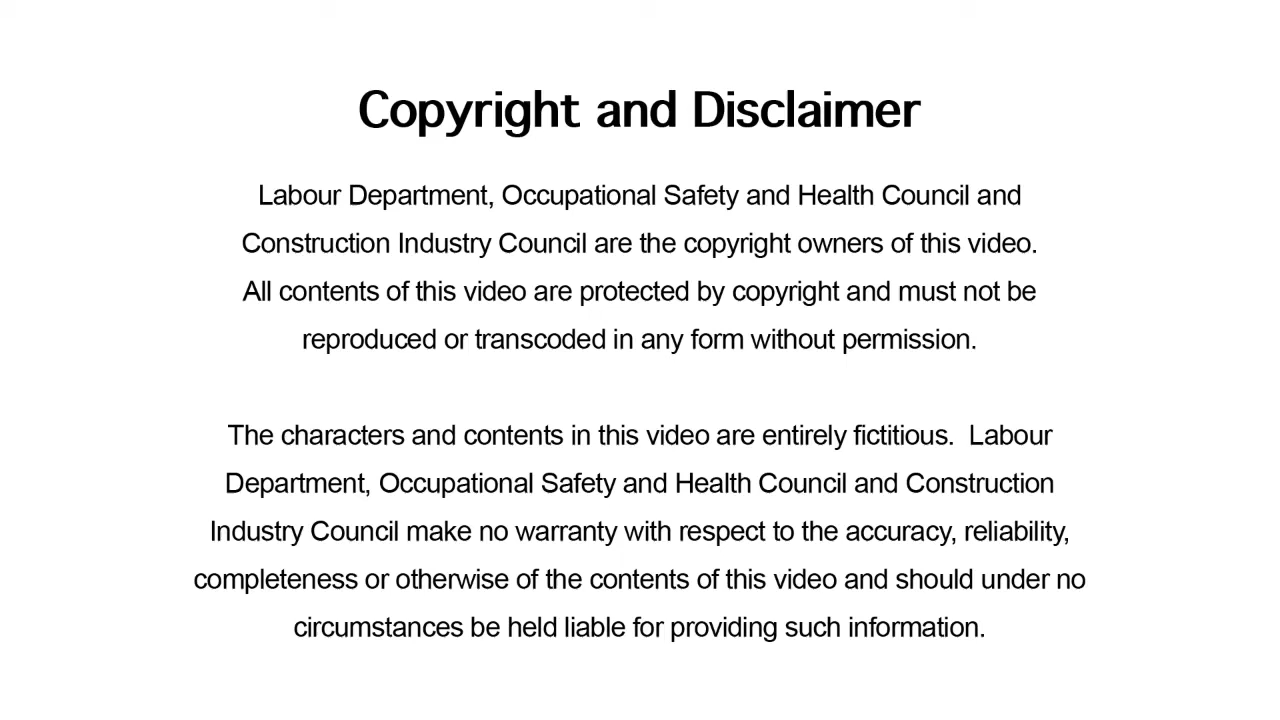 Copyright and Disclaimer
Labour Department, Occupational Safety and Health Council and
Construction Industry Council are the copyright owners of this video.
All contents of this video are protected by copyright and must not be
reproduced or transcoded in any form without permission.
The characters and contents in this video are entirely fictitious.  Labour
Department, Occupational Safety and Health Council and Construction
Industry Council make no warranty with respect to the accuracy, reliability,
completeness or otherwise of the contents of this video and should under no
circumstances be held liable for providing such information.